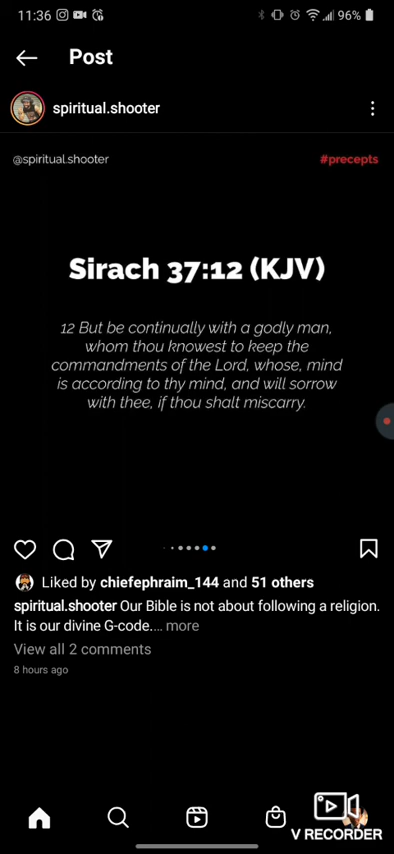 11:36 96%
Post
spiritual.shooter
@spiritual.shooter #precepts
Sirach 37:12 (KJV)
12 But be continually with a godly man,
whom thou knowest to keep the
commandments of the Lord, whose, mind
is according to thy mind, and will sorrow
with thee, if thou shalt miscarry.
Liked by chiefephraim_144 and 51 others
spiritual.shooter Our Bible is not about following a religion.
It is our divine G-code.... more
View all 2 comments
8 hours ago
V RECORDER